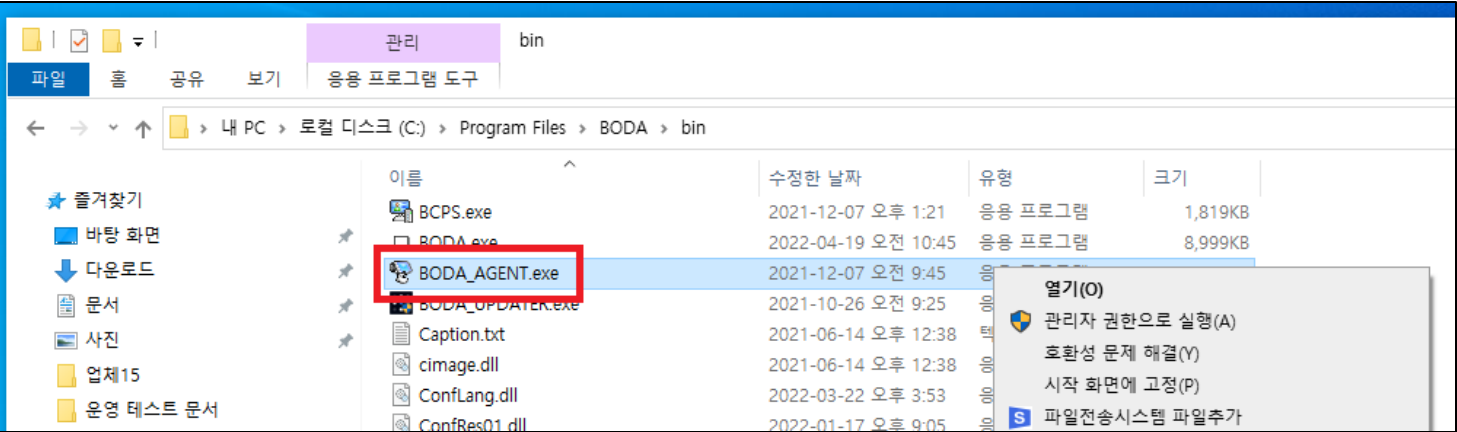 관리 bin
파일 홈 공유 보기 응용 프로그램 도구
내 PC > 로컬 디스크 (C:) > Program Files > BODA > bin
이름 수정한 날짜 유형 크기
즐겨찾기
BCPS.exe 2021-12-07 오후 1:21 응용 프로그램 1,819KB
바탕 화면
BODA.exe 2022-04-19 오전 10:45 응용 프로그램 8,999KB
다운로드
BODA_AGENT.exe 2021-12-07 오전 9:45
열기(O)
문서
BODA_UPDATER.exe 2021-10-26 오전 9:25
관리자 권한으로 실행(A)
사진
Caption.txt 2021-06-14 오후 12:38
호환성 문제 해결(Y)
cimage.dll 2021-06-14 오후 12:38
업체15
시작 화면에 고정(P)
ConfLang.dll 2022-03-22 오후 3:53
운영 테스트 문서
S 파일전송시스템 파일추가
ConfRes01.dll 2022-01-17 오후 9:05